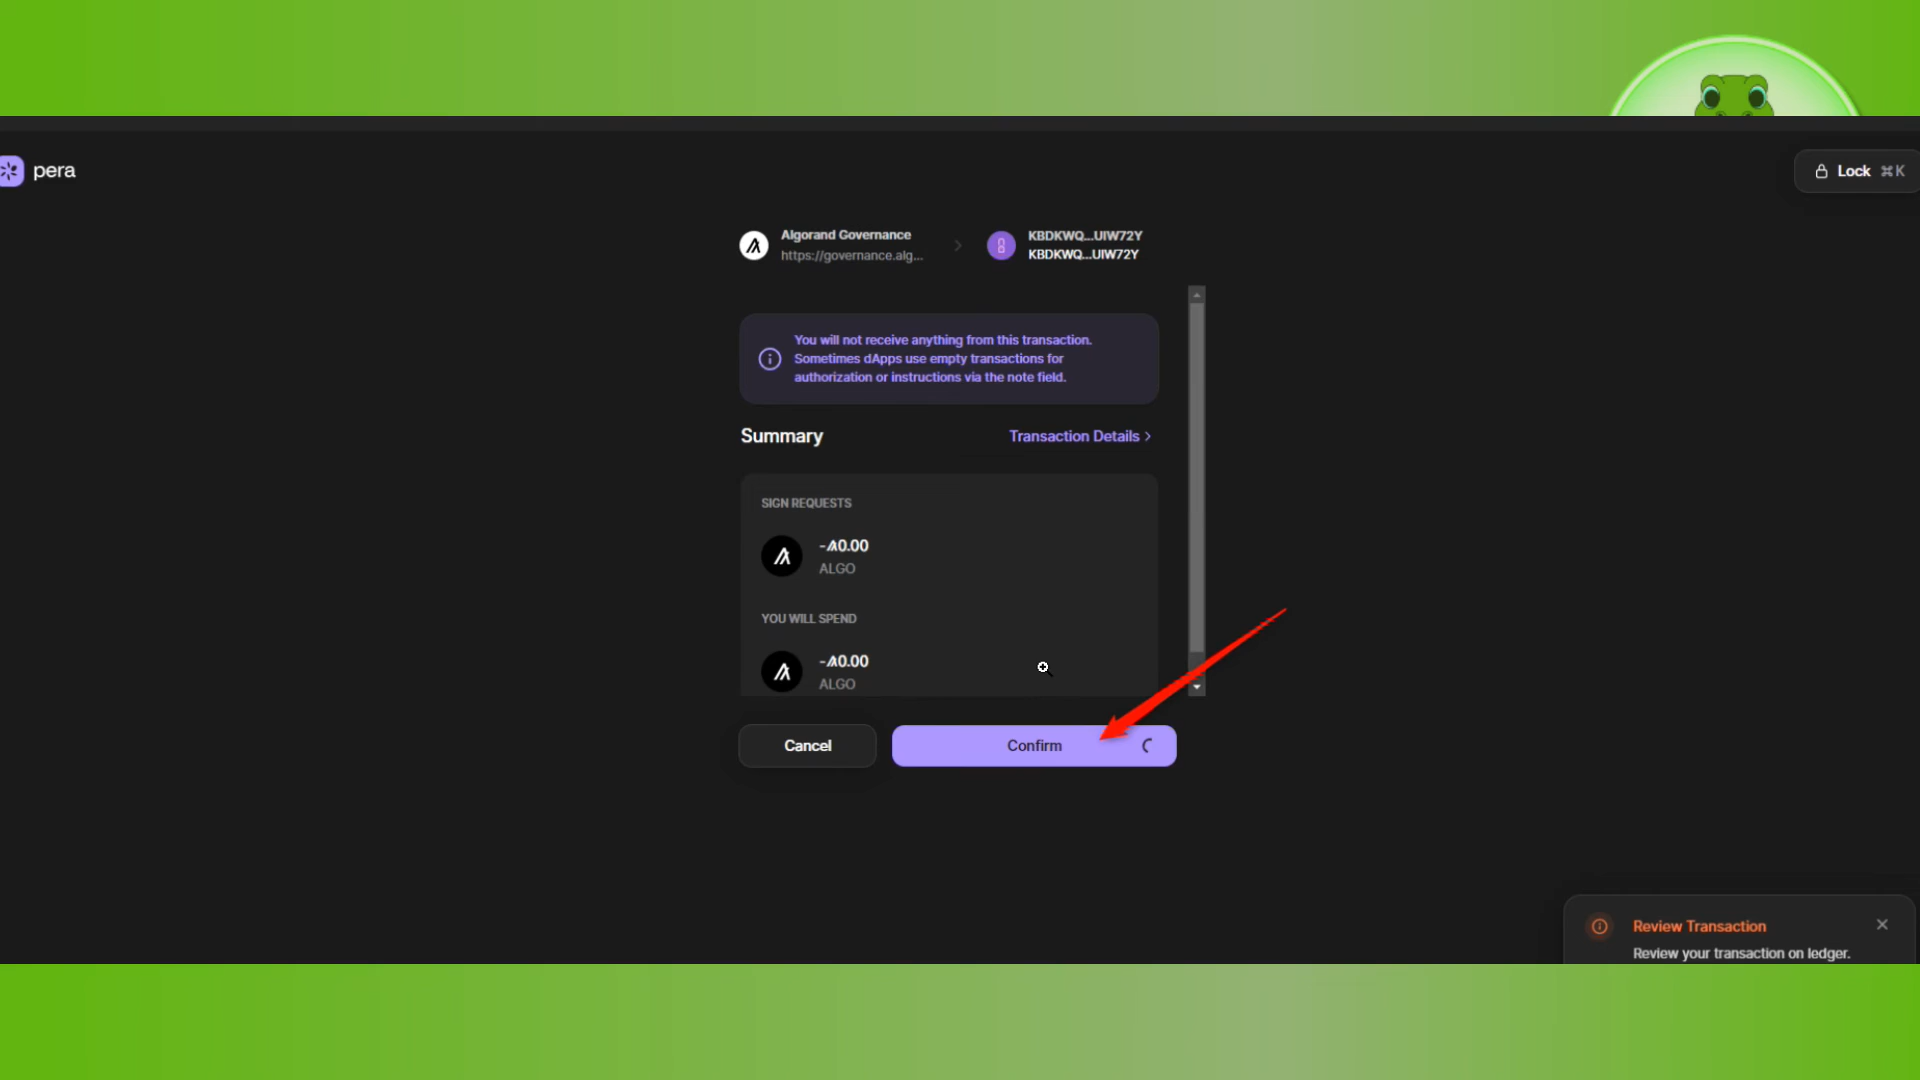 pera
Lock ⌘K
Algorand Governance
https://governance.alg...
KBDKWQ...UIW72Y
KBDKWQ...UIW72Y
You will not receive anything from this transaction.
Sometimes dApps use empty transactions for
authorization or instructions via the note field.
Summary
Transaction Details >
SIGN REQUESTS
-Ⱥ0.00
ALGO
YOU WILL SPEND
-Ⱥ0.00
ALGO
Cancel
Confirm
Review Transaction
Review your transaction on ledger.